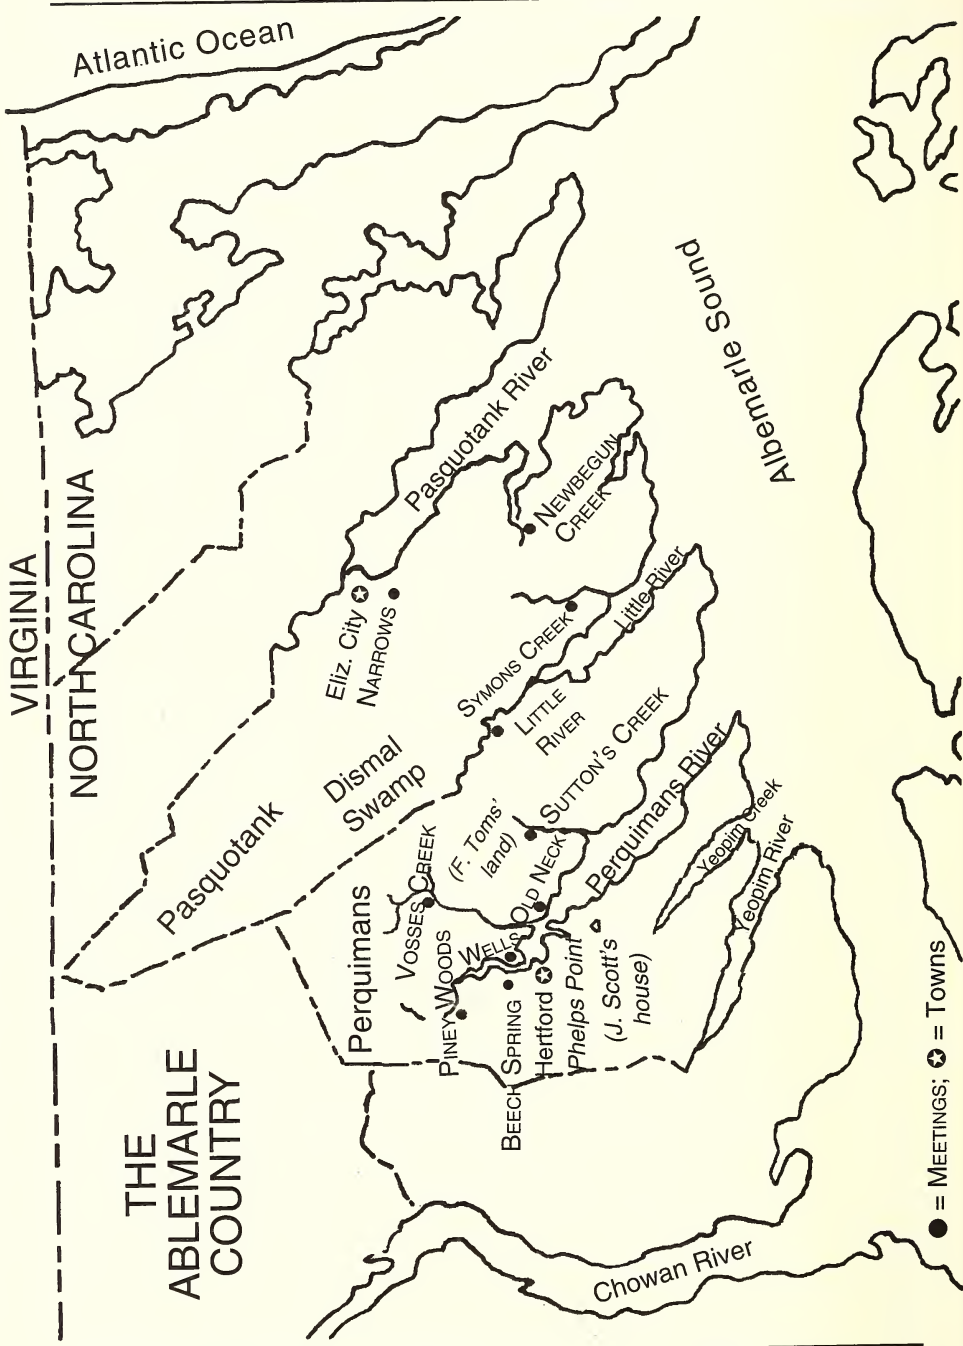 THE
ABLEMARLE
COUNTRY
VIRGINIA
NORTH CAROLINA
Atlantic Ocean
Pasquotank
Dismal
Swamp
Eliz. City
NARROWS
Pasquotank River
NEWBEGUN
CREEK
SYMONS CREEK
Little River
LITTLE
RIVER
SUTTON'S CREEK
Perquimans
VOSSES CREEK
(F. Toms'
land)
PINEY WOODS
WELLS
OLD NECK
Perquimans River
BEECH SPRING
Hertford
Phelps Point
(J. Scott's
house)
Yeopim Creek
Yeopim River
Albemarle Sound
Chowan River
● = MEETINGS; ✪ = TOWNS